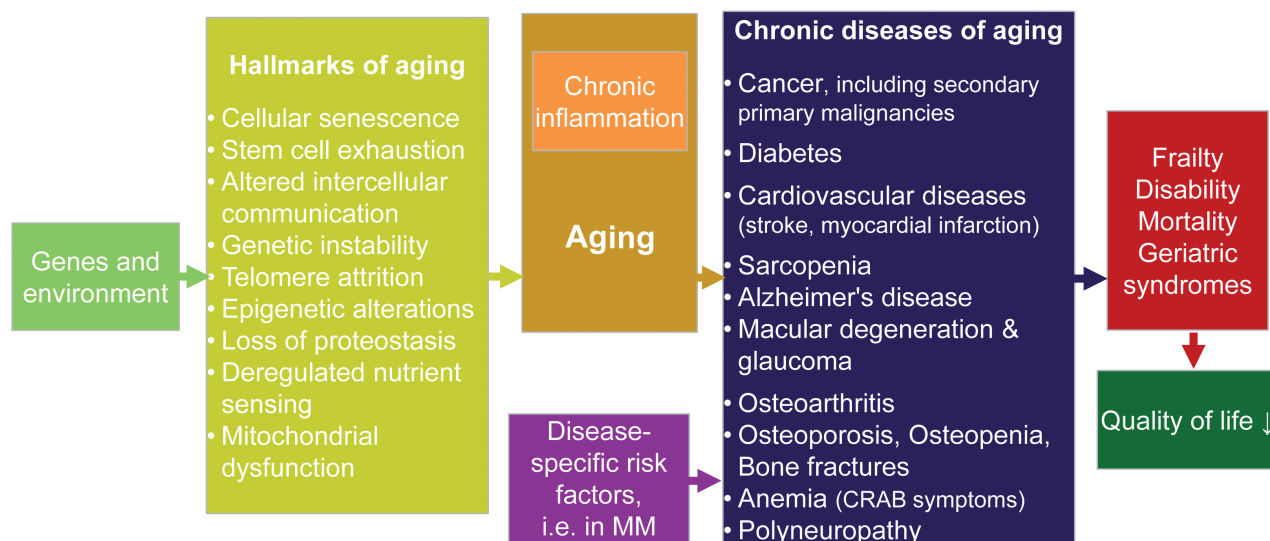 Genes and
environment
Hallmarks of aging
• Cellular senescence
• Stem cell exhaustion
• Altered intercellular
communication
• Genetic instability
• Telomere attrition
• Epigenetic alterations
• Loss of proteostasis
• Deregulated nutrient
sensing
• Mitochondrial
dysfunction
Chronic
inflammation
Aging
Disease-
specific risk
factors,
i.e. in MM
Chronic diseases of aging
• Cancer, including secondary
primary malignancies
• Diabetes
• Cardiovascular diseases
(stroke, myocardial infarction)
• Sarcopenia
• Alzheimer's disease
• Macular degeneration &
glaucoma
• Osteoarthritis
• Osteoporosis, Osteopenia,
Bone fractures
• Anemia (CRAB symptoms)
• Polyneuropathy
Frailty
Disability
Mortality
Geriatric
syndromes
Quality of life ↓